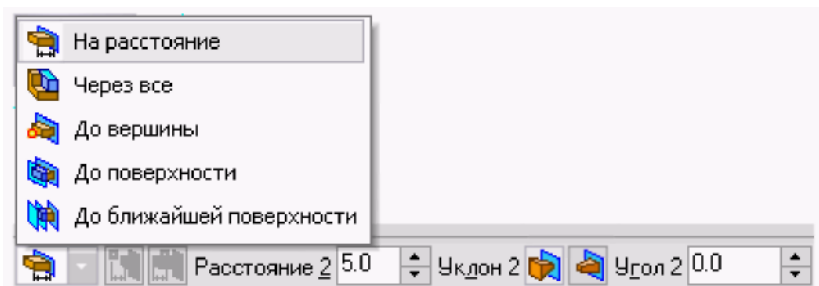 На расстояние
Через все
До вершины
До поверхности
До ближайшей поверхности
Расстояние 2 5.0 Уклон 2 Угол 2 0.0